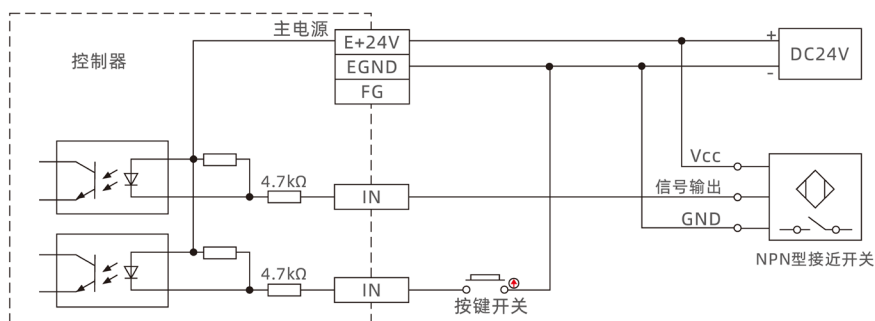 主电源
E+24V
EGND
FG
+
DC24V
-
控制器
4.7kΩ
IN
Vcc
信号输出
GND
NPN型接近开关
4.7kΩ
IN
按键开关